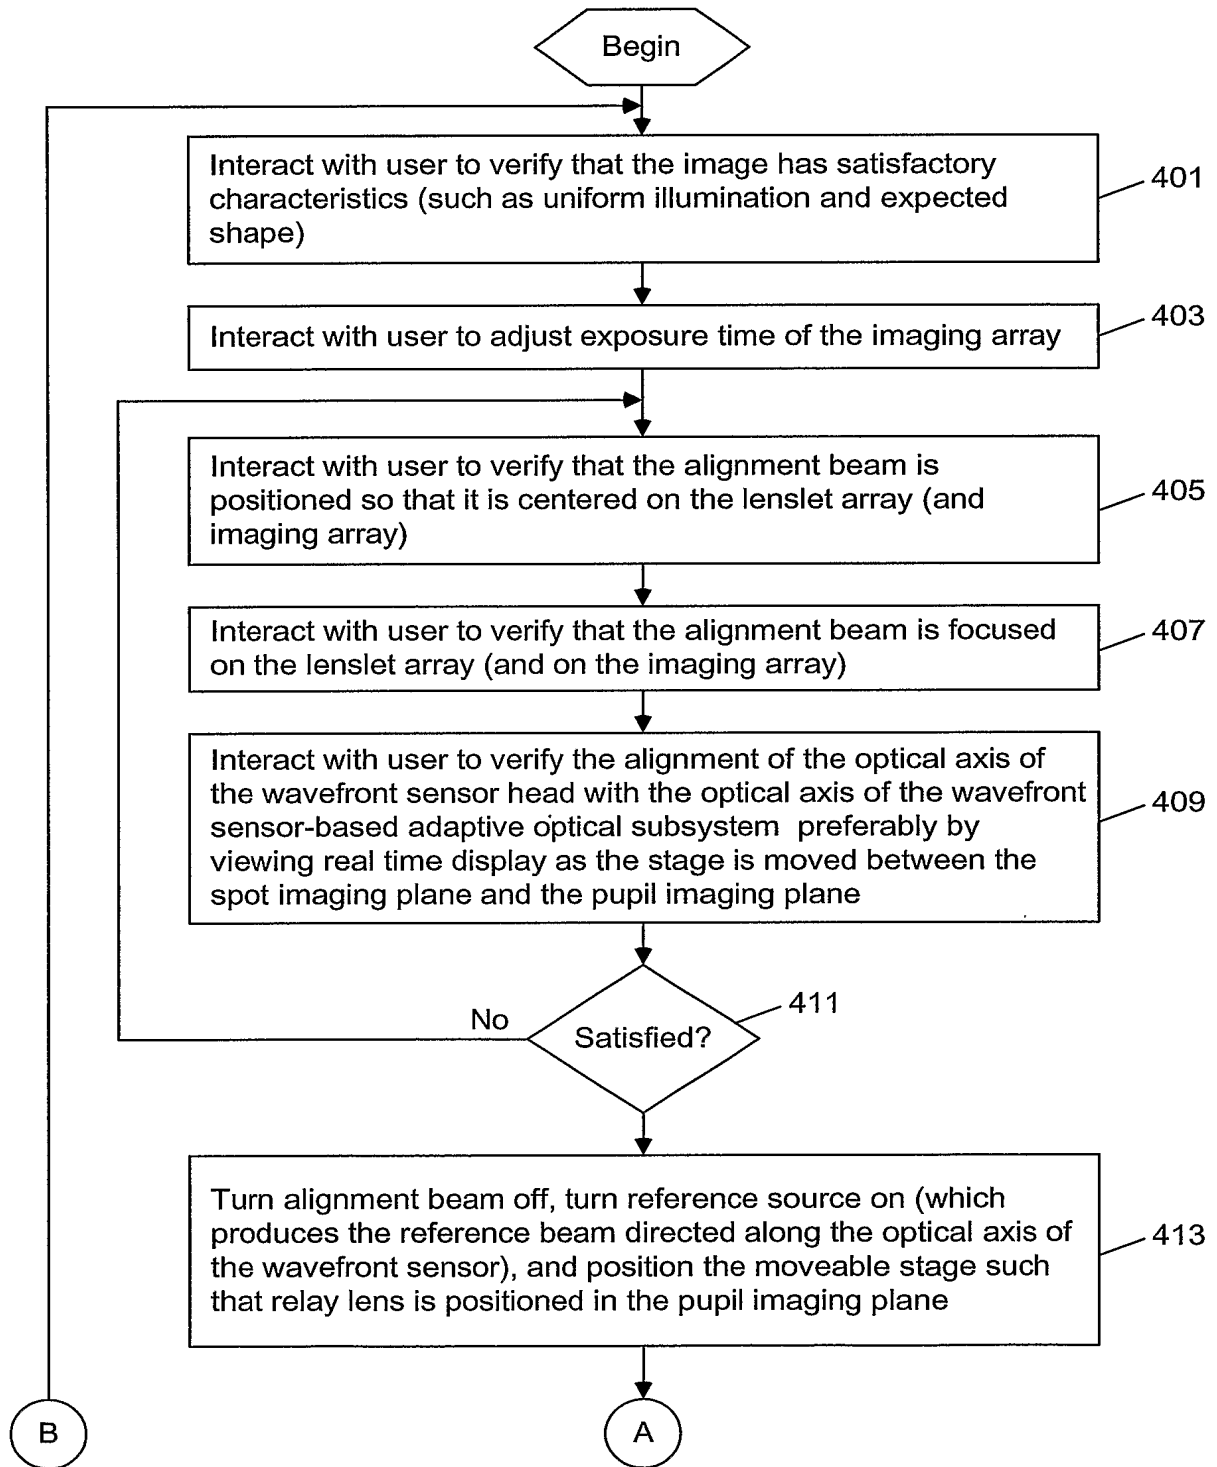 Begin
Interact with user to verify that the image has satisfactory
characteristics (such as uniform illumination and expected
shape)
401
Interact with user to adjust exposure time of the imaging array
403
Interact with user to verify that the alignment beam is
positioned so that it is centered on the lenslet array (and
imaging array)
405
Interact with user to verify that the alignment beam is focused
on the lenslet array (and on the imaging array)
407
Interact with user to verify the alignment of the optical axis of
the wavefront sensor head with the optical axis of the wavefront
sensor-based adaptive optical subsystem preferably by
viewing real time display as the stage is moved between the
spot imaging plane and the pupil imaging plane
409
411
No
Satisfied?
Turn alignment beam off, turn reference source on (which
produces the reference beam directed along the optical axis of
the wavefront sensor), and position the moveable stage such
that relay lens is positioned in the pupil imaging plane
413
B
A